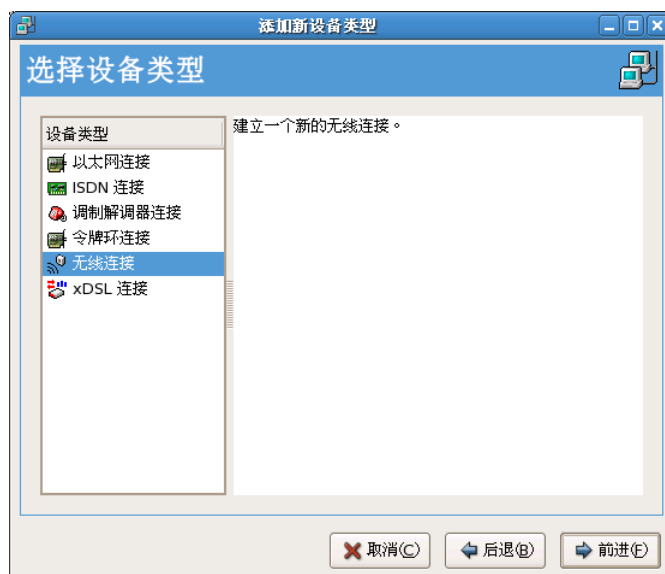 添加新设备类型
选择设备类型
设备类型
以太网连接
ISDN 连接
调制解调器连接
令牌环连接
无线连接
xDSL 连接
建立一个新的无线连接。
取消(C)
后退(B)
前进(F)